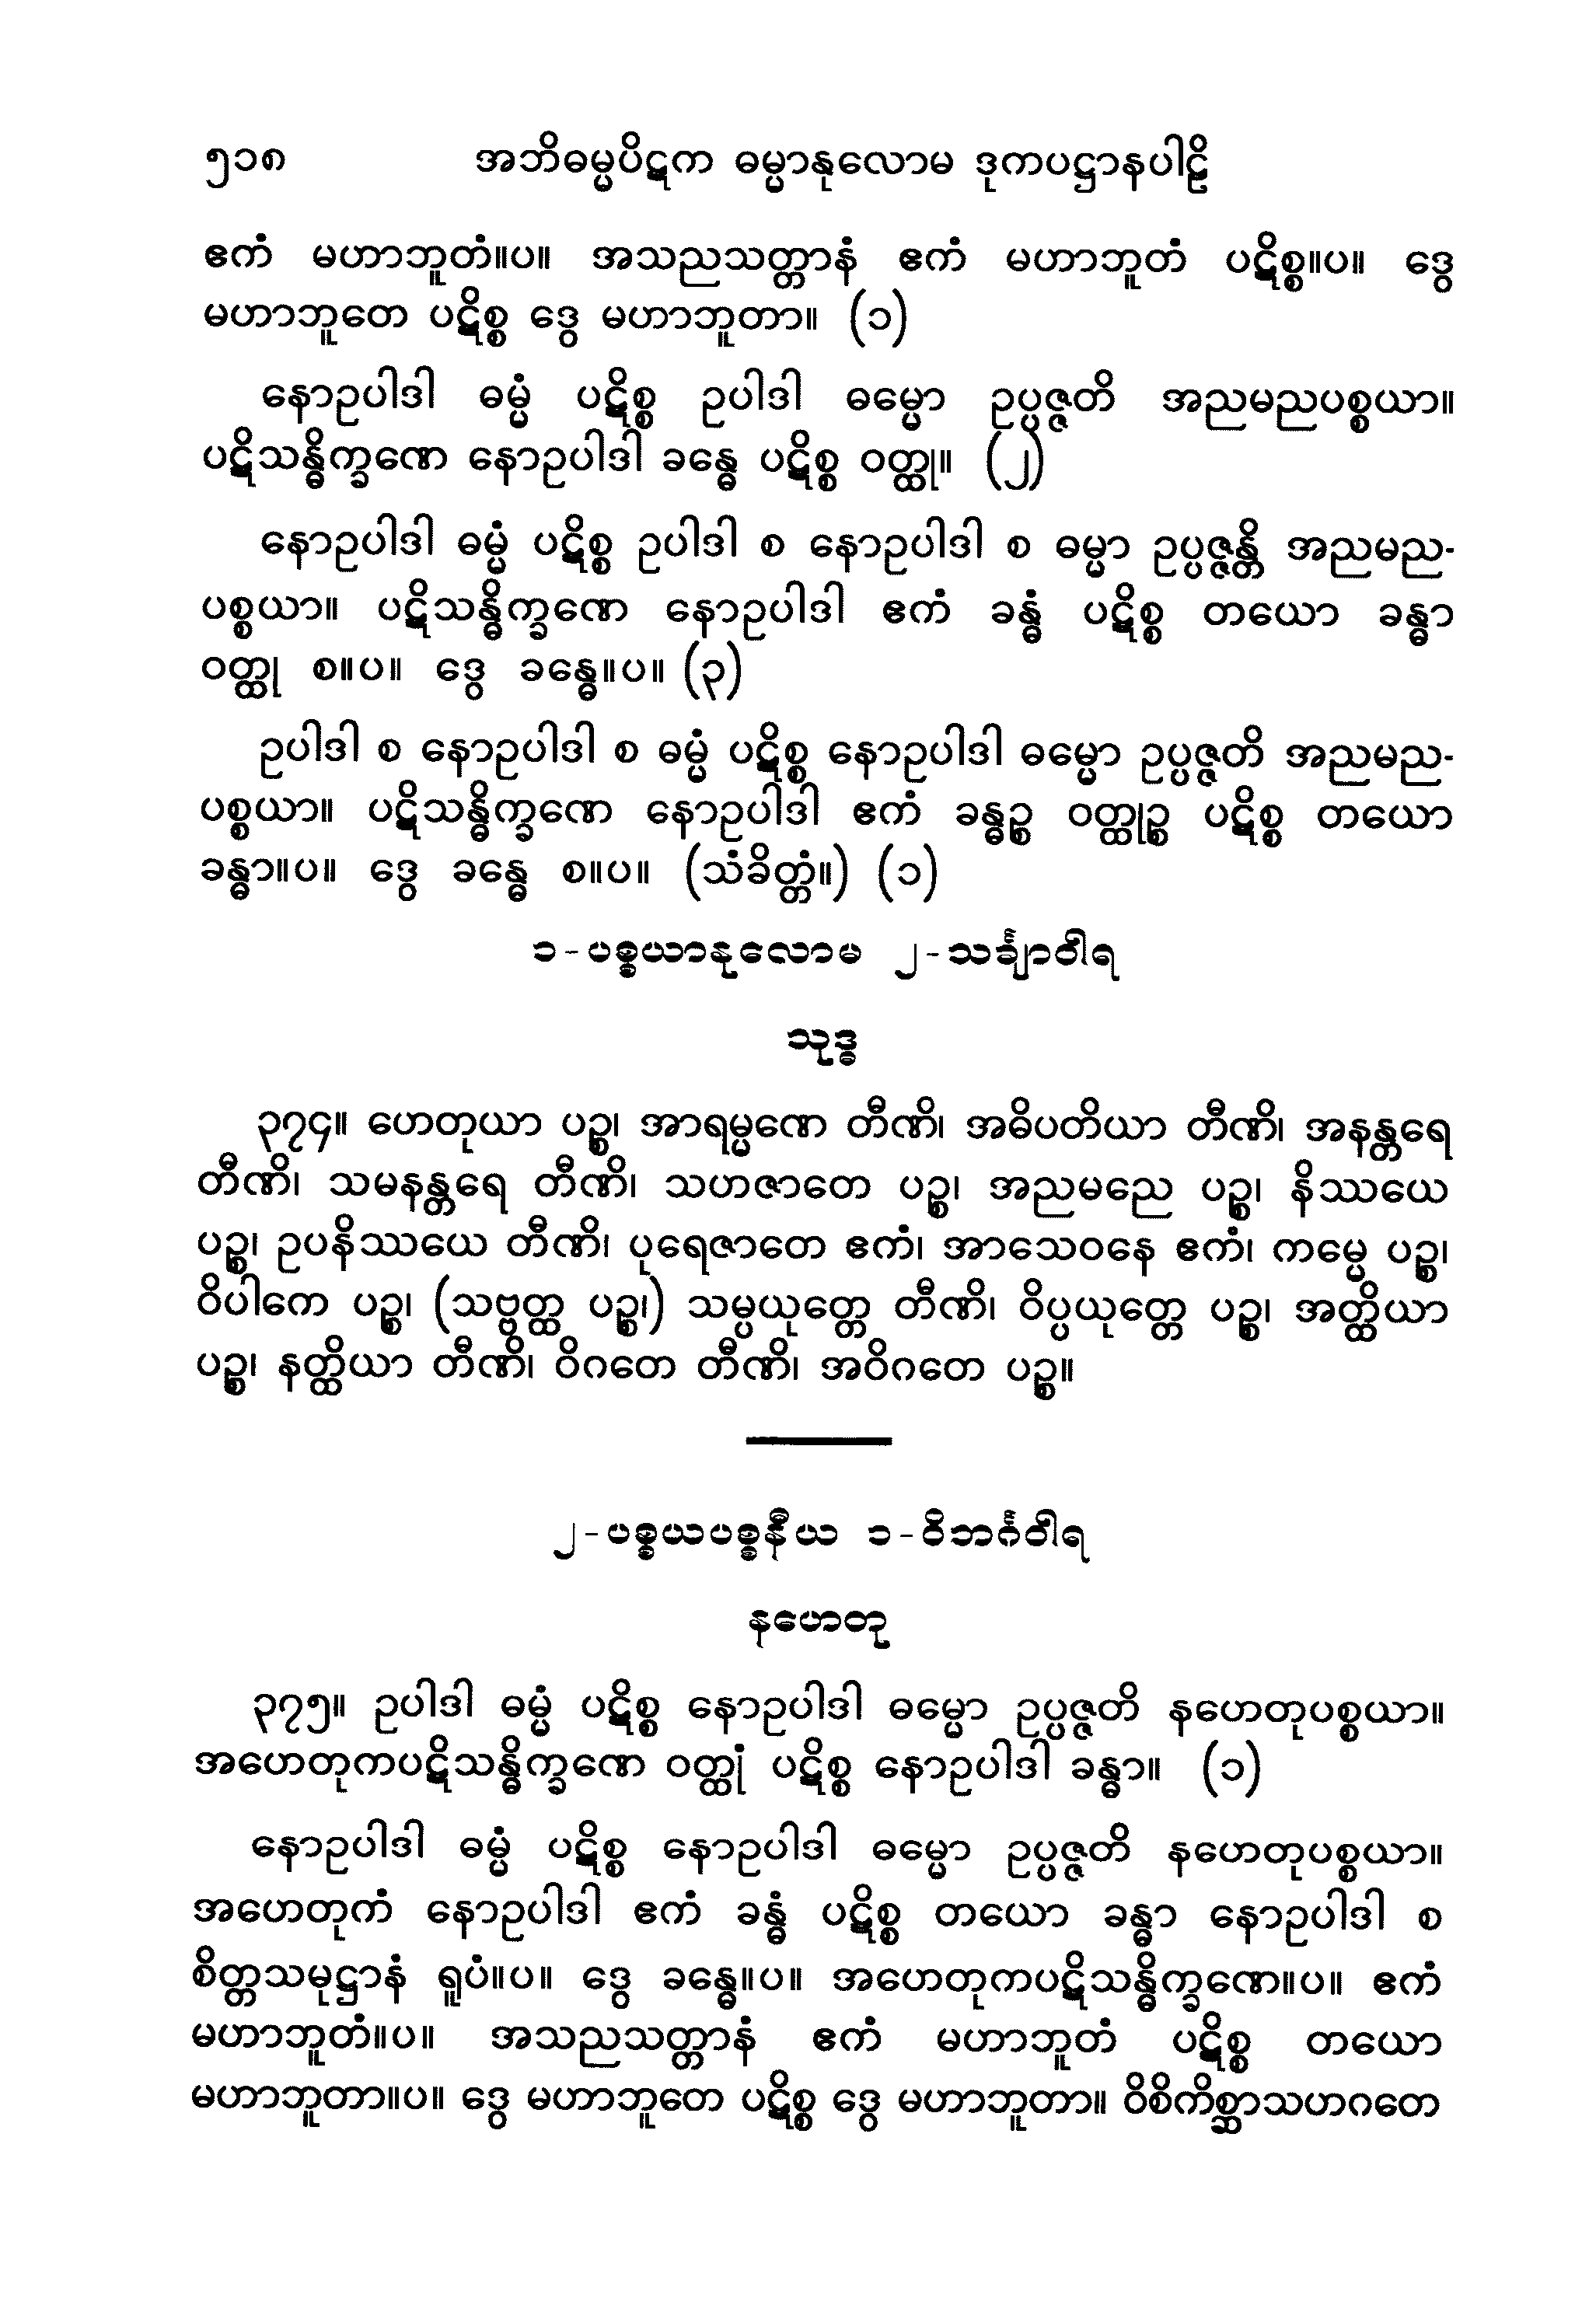 ၅၁၈ အဘိဓမ္မပိဋက ဓမ္မာနုလောမ ဒုကပဋ္ဌာနပါဠိ
ဧကံ မဟာဘူတံ။ပ။ အသညသတ္တာနံ ဧကံ မဟာဘူတံ ပဋိစ္စ။ပ။ ဒွေ
မဟာဘူတေ ပဋိစ္စ ဒွေ မဟာဘူတာ။ (၁)
နောဥပါဒါ ဓမ္မံ ပဋိစ္စ ဥပါဒါ ဓမ္မော ဥပ္ပဇ္ဇတိ အညမညပစ္စယာ။
ပဋိသန္ဓိက္ခဏေ နောဥပါဒါ ခန္ဓေ ပဋိစ္စ ဝတ္ထု။ (၂)
နောဥပါဒါ ဓမ္မံ ပဋိစ္စ ဥပါဒါ စ နောဥပါဒါ စ ဓမ္မာ ဥပ္ပဇ္ဇန္တိ အညမည-
ပစ္စယာ။ ပဋိသန္ဓိက္ခဏေ နောဥပါဒါ ဧကံ ခန္ဓံ ပဋိစ္စ တယော ခန္ဓာ
ဝတ္ထု စ။ပ။ ဒွေ ခန္ဓေ။ပ။ (၃)
ဥပါဒါ စ နောဥပါဒါ စ ဓမ္မံ ပဋိစ္စ နောဥပါဒါ ဓမ္မော ဥပ္ပဇ္ဇတိ အညမည-
ပစ္စယာ။ ပဋိသန္ဓိက္ခဏေ နောဥပါဒါ ဧကံ ခန္ဓဉ္စ ဝတ္ထုဉ္စ ပဋိစ္စ တယော
ခန္ဓာ။ပ။ ဒွေ ခန္ဓေ စ။ပ။ (သံခိတ္တံ။) (၁)
၁-ပစ္စယာနုလောမ ၂-သင်္ချာဝါရ
သုဒ္ဓ
၃၇၄။ ဟေတုယာ ပဉ္စ၊ အာရမ္မဏေ တီဏိ၊ အဓိပတိယာ တီဏိ၊ အနန္တရေ
တီဏိ၊ သမနန္တရေ တီဏိ၊ သဟဇာတေ ပဉ္စ၊ အညမညေ ပဉ္စ၊ နိဿယေ
ပဉ္စ၊ ဥပနိဿယေ တီဏိ၊ ပုရေဇာတေ ဧကံ၊ အာသေဝနေ ဧကံ၊ ကမ္မေ ပဉ္စ၊
ဝိပါကေ ပဉ္စ၊ (သဗ္ဗတ္ထ ပဉ္စ၊) သမ္ပယုတ္တေ တီဏိ၊ ဝိပ္ပယုတ္တေ ပဉ္စ၊ အတ္ထိယာ
ပဉ္စ၊ နတ္ထိယာ တီဏိ၊ ဝိဂတေ တီဏိ၊ အဝိဂတေ ပဉ္စ။
၂-ပစ္စယပစ္စနီယ ၁-ဝိဘင်္ဂဝါရ
နဟေတု
၃၇၅။ ဥပါဒါ ဓမ္မံ ပဋိစ္စ နောဥပါဒါ ဓမ္မော ဥပ္ပဇ္ဇတိ နဟေတုပစ္စယာ။
အဟေတုကပဋိသန္ဓိက္ခဏေ ဝတ္ထုံ ပဋိစ္စ နောဥပါဒါ ခန္ဓာ။ (၁)
နောဥပါဒါ ဓမ္မံ ပဋိစ္စ နောဥပါဒါ ဓမ္မော ဥပ္ပဇ္ဇတိ နဟေတုပစ္စယာ။
အဟေတုကံ နောဥပါဒါ ဧကံ ခန္ဓံ ပဋိစ္စ တယော ခန္ဓာ နောဥပါဒါ စ
စိတ္တသမုဋ္ဌာနံ ရူပံ။ပ။ ဒွေ ခန္ဓေ။ပ။ အဟေတုကပဋိသန္ဓိက္ခဏေ။ပ။ ဧကံ
မဟာဘူတံ။ပ။ အသညသတ္တာနံ ဧကံ မဟာဘူတံ ပဋိစ္စ တယော
မဟာဘူတာ။ပ။ ဒွေ မဟာဘူတေ ပဋိစ္စ ဒွေ မဟာဘူတာ။ ဝိစိကိစ္ဆာသဟဂတေ